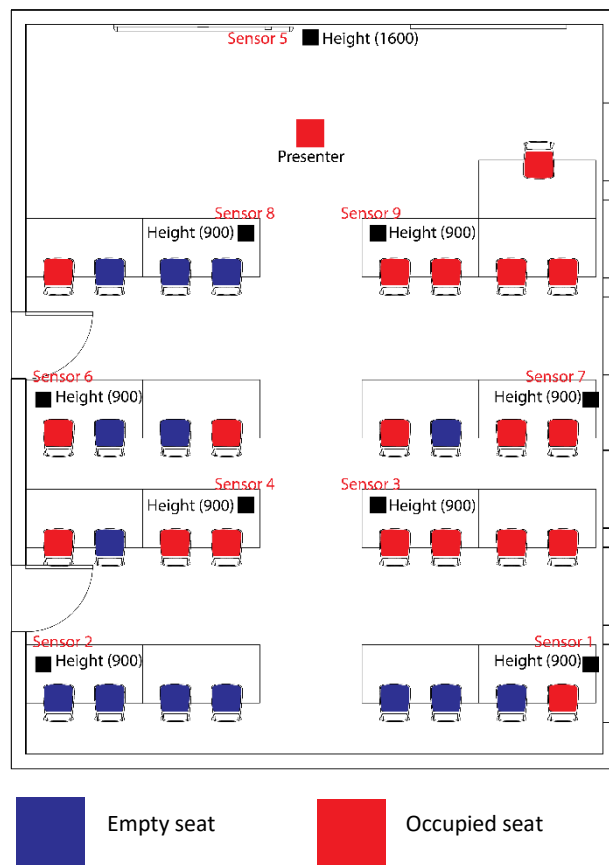 Sensor 5
Height (1600)
Presenter
Sensor 8
Sensor 9
Height (900)
Height (900)
Sensor 6
Sensor 7
Height (900)
Height (900)
Sensor 4
Sensor 3
Height (900)
Height (900)
Sensor 2
Sensor 1
Height (900)
Height (900)
Empty seat
Occupied seat